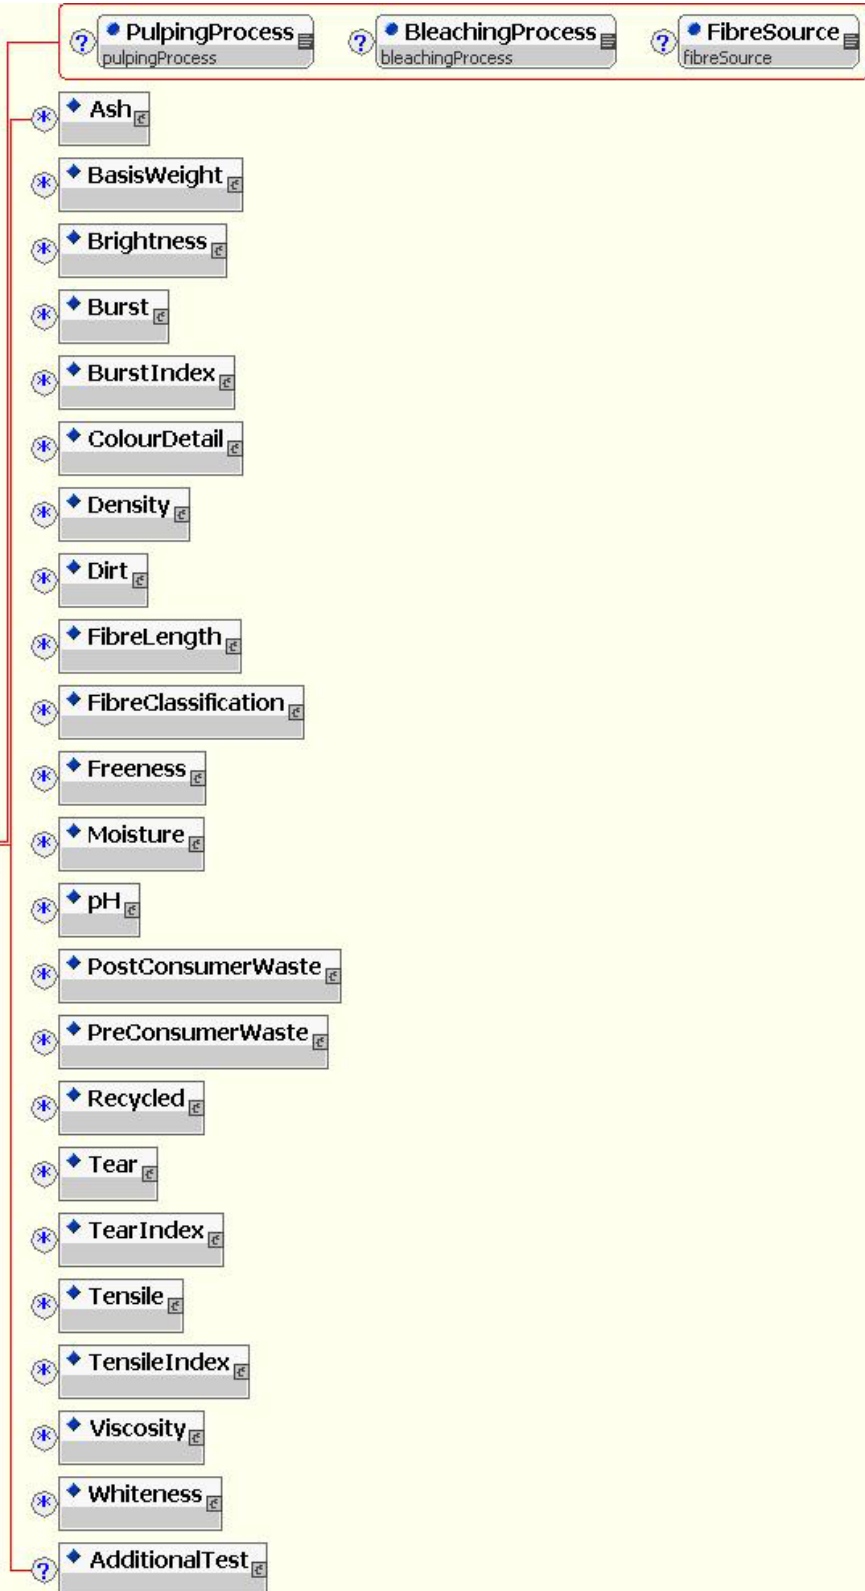 ? PulpingProcess ? BleachingProcess ? FibreSource
pulpingProcess bleachingProcess fibreSource
* Ash
* BasisWeight
* Brightness
* Burst
* BurstIndex
* ColourDetail
* Density
* Dirt
* FibreLength
* FibreClassification
* Freeness
* Moisture
* pH
* PostConsumerWaste
* PreConsumerWaste
* Recycled
* Tear
* TearIndex
* Tensile
* TensileIndex
* Viscosity
* Whiteness
? AdditionalTest